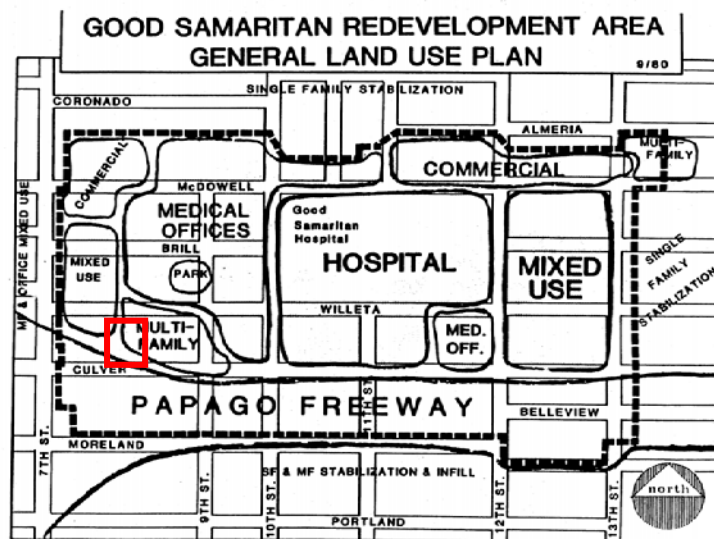 GOOD SAMARITAN REDEVELOPMENT AREA
GENERAL LAND USE PLAN
9/80
SINGLE FAMILY STABILIZATION
CORONADO
ALMERIA
MULTI-
FAMILY
COMMERCIAL
COMMERCIAL
McDOWELL
MEDICAL
OFFICES
Good
Samaritan
Hospital
BRILL
HOSPITAL
MIXED
USE
MIXED
USE
PARK
SINGLE
FAMILY
STABILIZATION
MF & OFFICE MIXED USE
WILLETA
MULTI-
FAMILY
MED.
OFF.
CULVER
PAPAGO FREEWAY
BELLEVIEW
11TH ST.
MORELAND
7TH ST.
SF & MF STABILIZATION & INFILL
9TH ST.
10TH ST.
12TH ST.
13TH ST.
north
PORTLAND